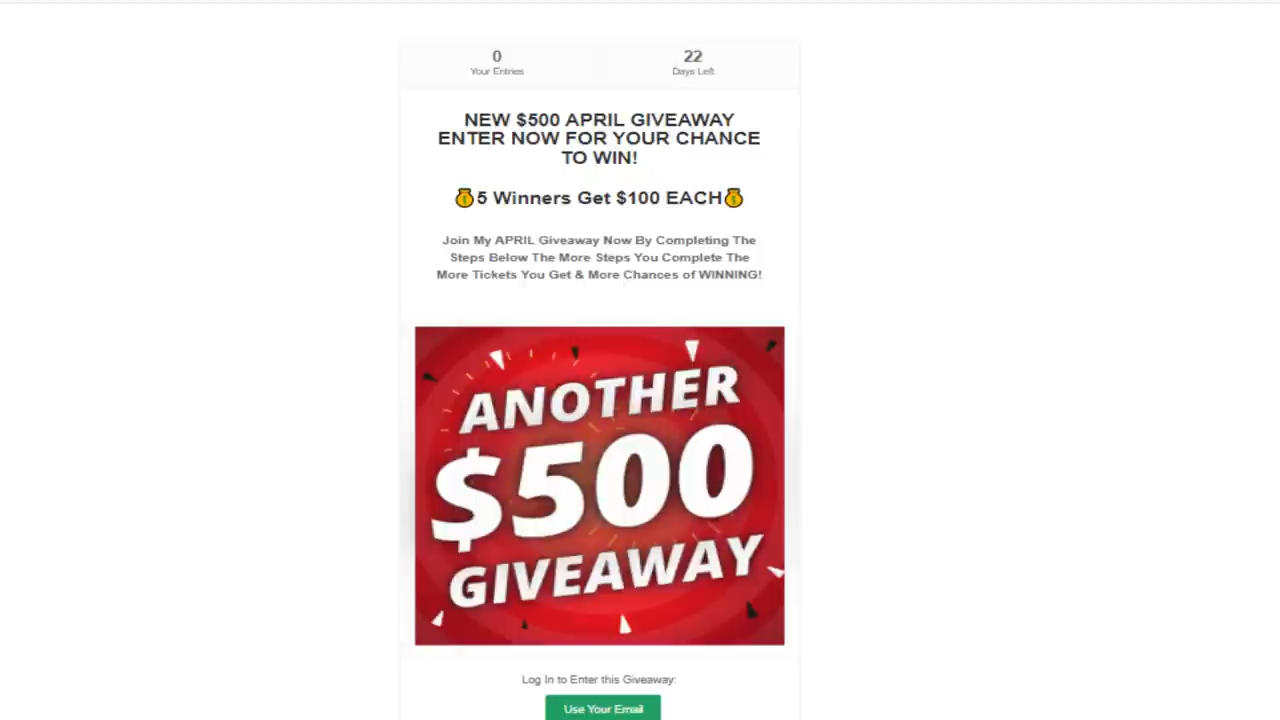 0
Your Entries
22
Days Left
NEW $500 APRIL GIVEAWAY
ENTER NOW FOR YOUR CHANCE
TO WIN!
💰5 Winners Get $100 EACH💰
Join My APRIL Giveaway Now By Completing The
Steps Below The More Steps You Complete The
More Tickets You Get & More Chances of WINNING!
ANOTHER
$500
GIVEAWAY
Log In to Enter this Giveaway:
Use Your Email